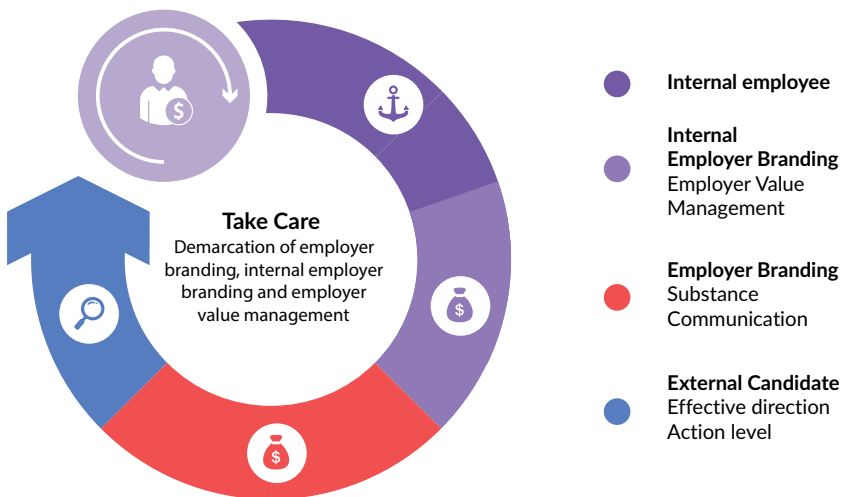 Take Care
Demarcation of employer
branding, internal employer
branding and employer
value management
$
$
$
Internal employee
Internal
Employer Branding
Employer Value
Management
Employer Branding
Substance
Communication
External Candidate
Effective direction
Action level